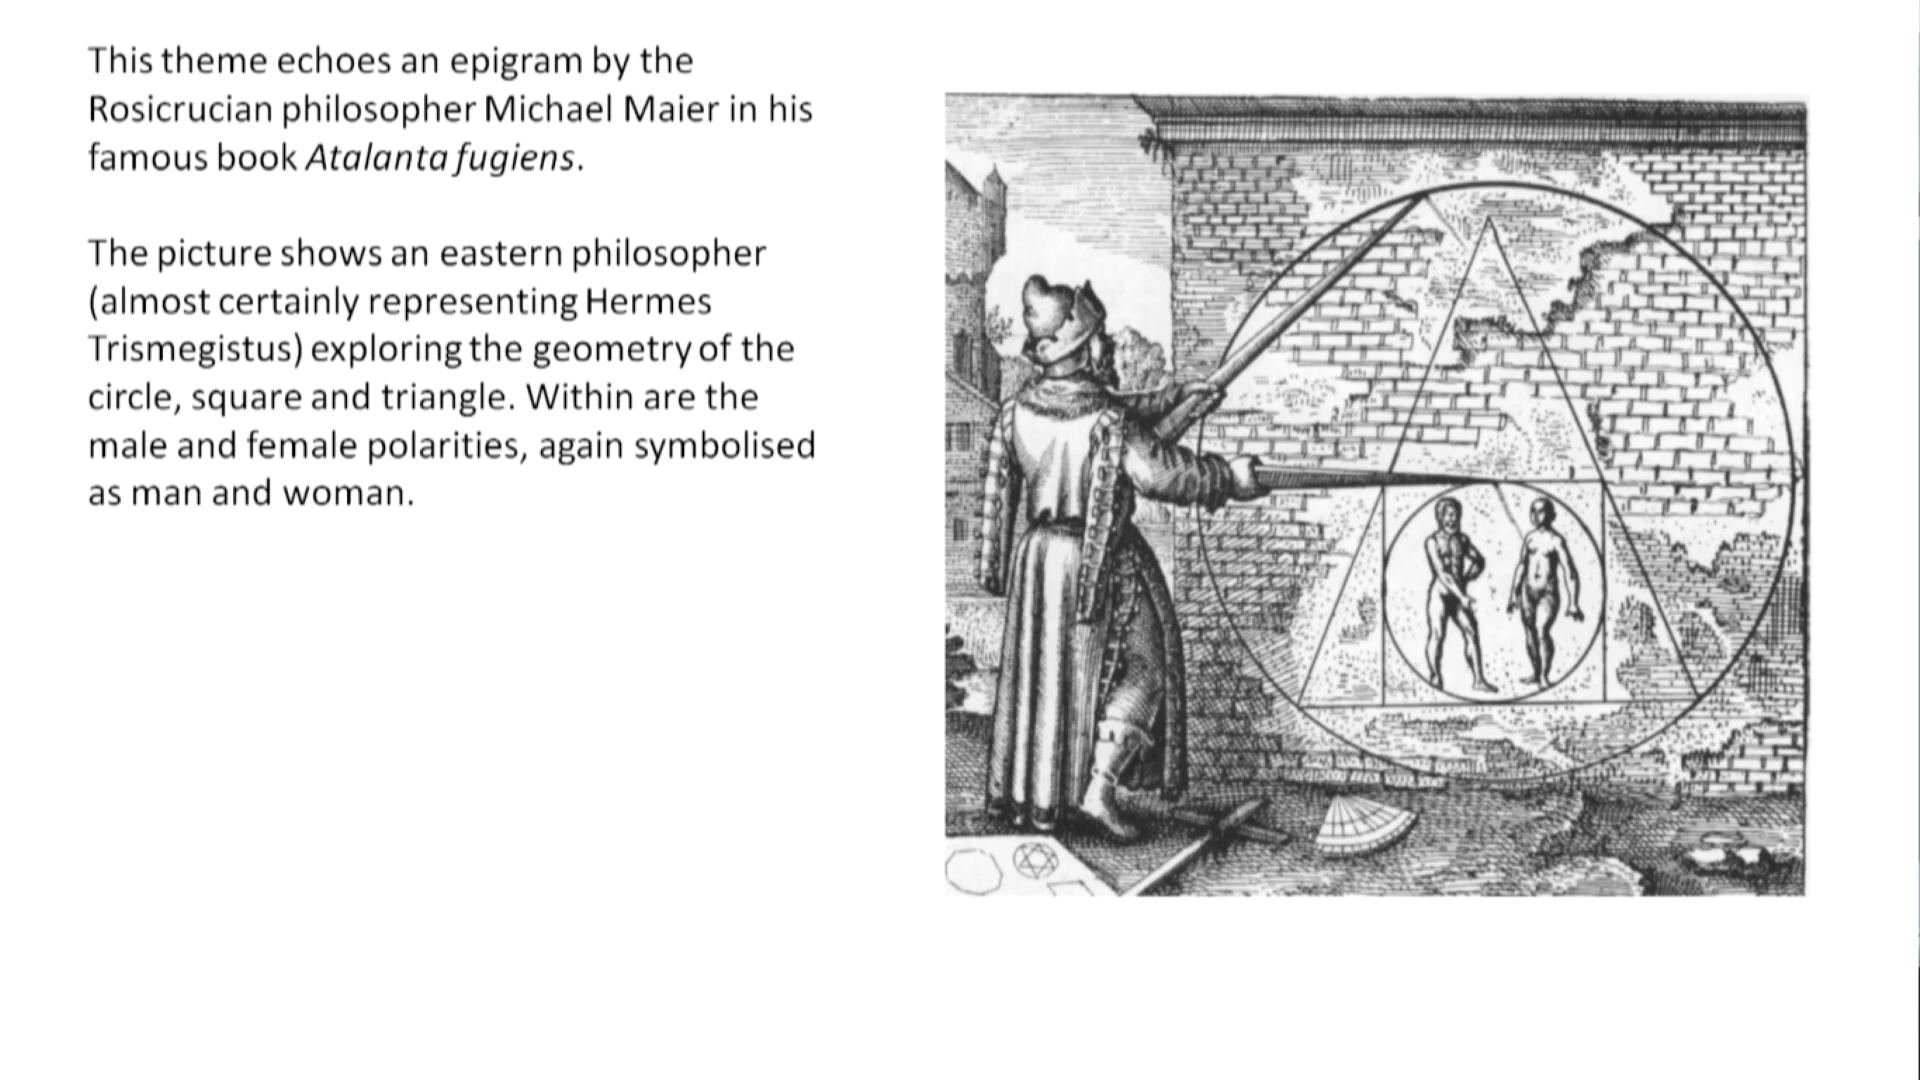 This theme echoes an epigram by the
Rosicrucian philosopher Michael Maier in his
famous book Atalanta fugiens.
The picture shows an eastern philosopher
(almost certainly representing Hermes
Trismegistus) exploring the geometry of the
circle, square and triangle. Within are the
male and female polarities, again symbolised
as man and woman.